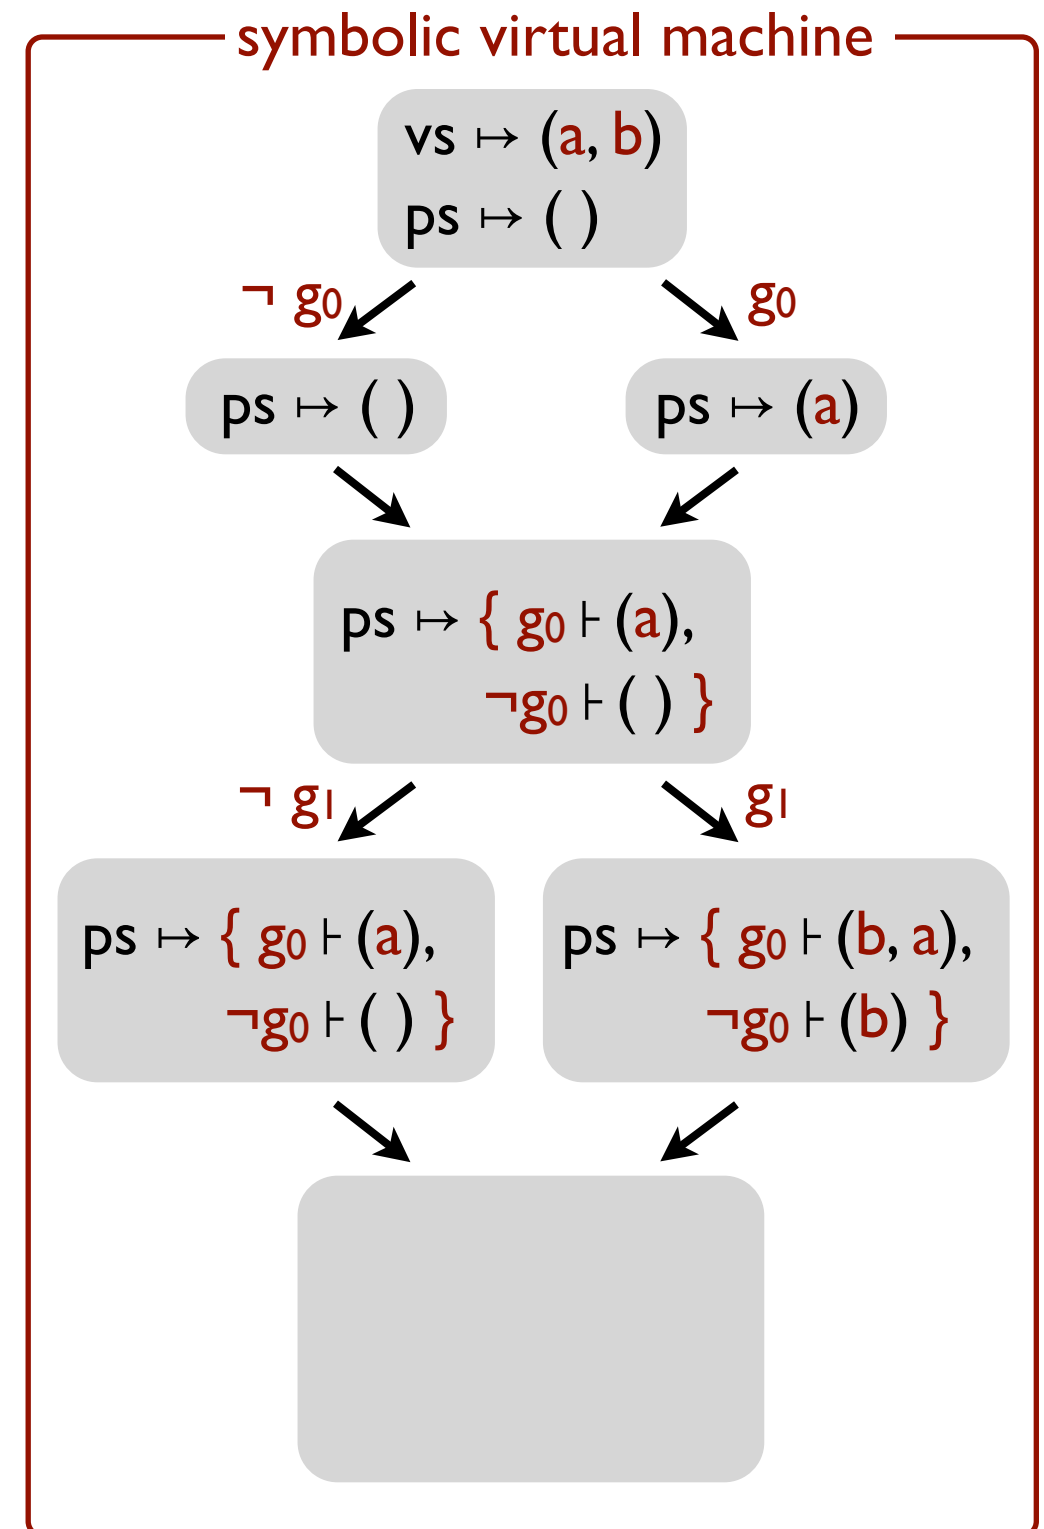 symbolic virtual machine
vs ↦ (a, b)
ps ↦ ( )
¬ g₀
g₀
ps ↦ ( )
ps ↦ (a)
ps ↦ { g₀ ⊦ (a),
¬g₀ ⊦ ( ) }
¬ g₁
g₁
ps ↦ { g₀ ⊦ (a),
¬g₀ ⊦ ( ) }
ps ↦ { g₀ ⊦ (b, a),
¬g₀ ⊦ (b) }